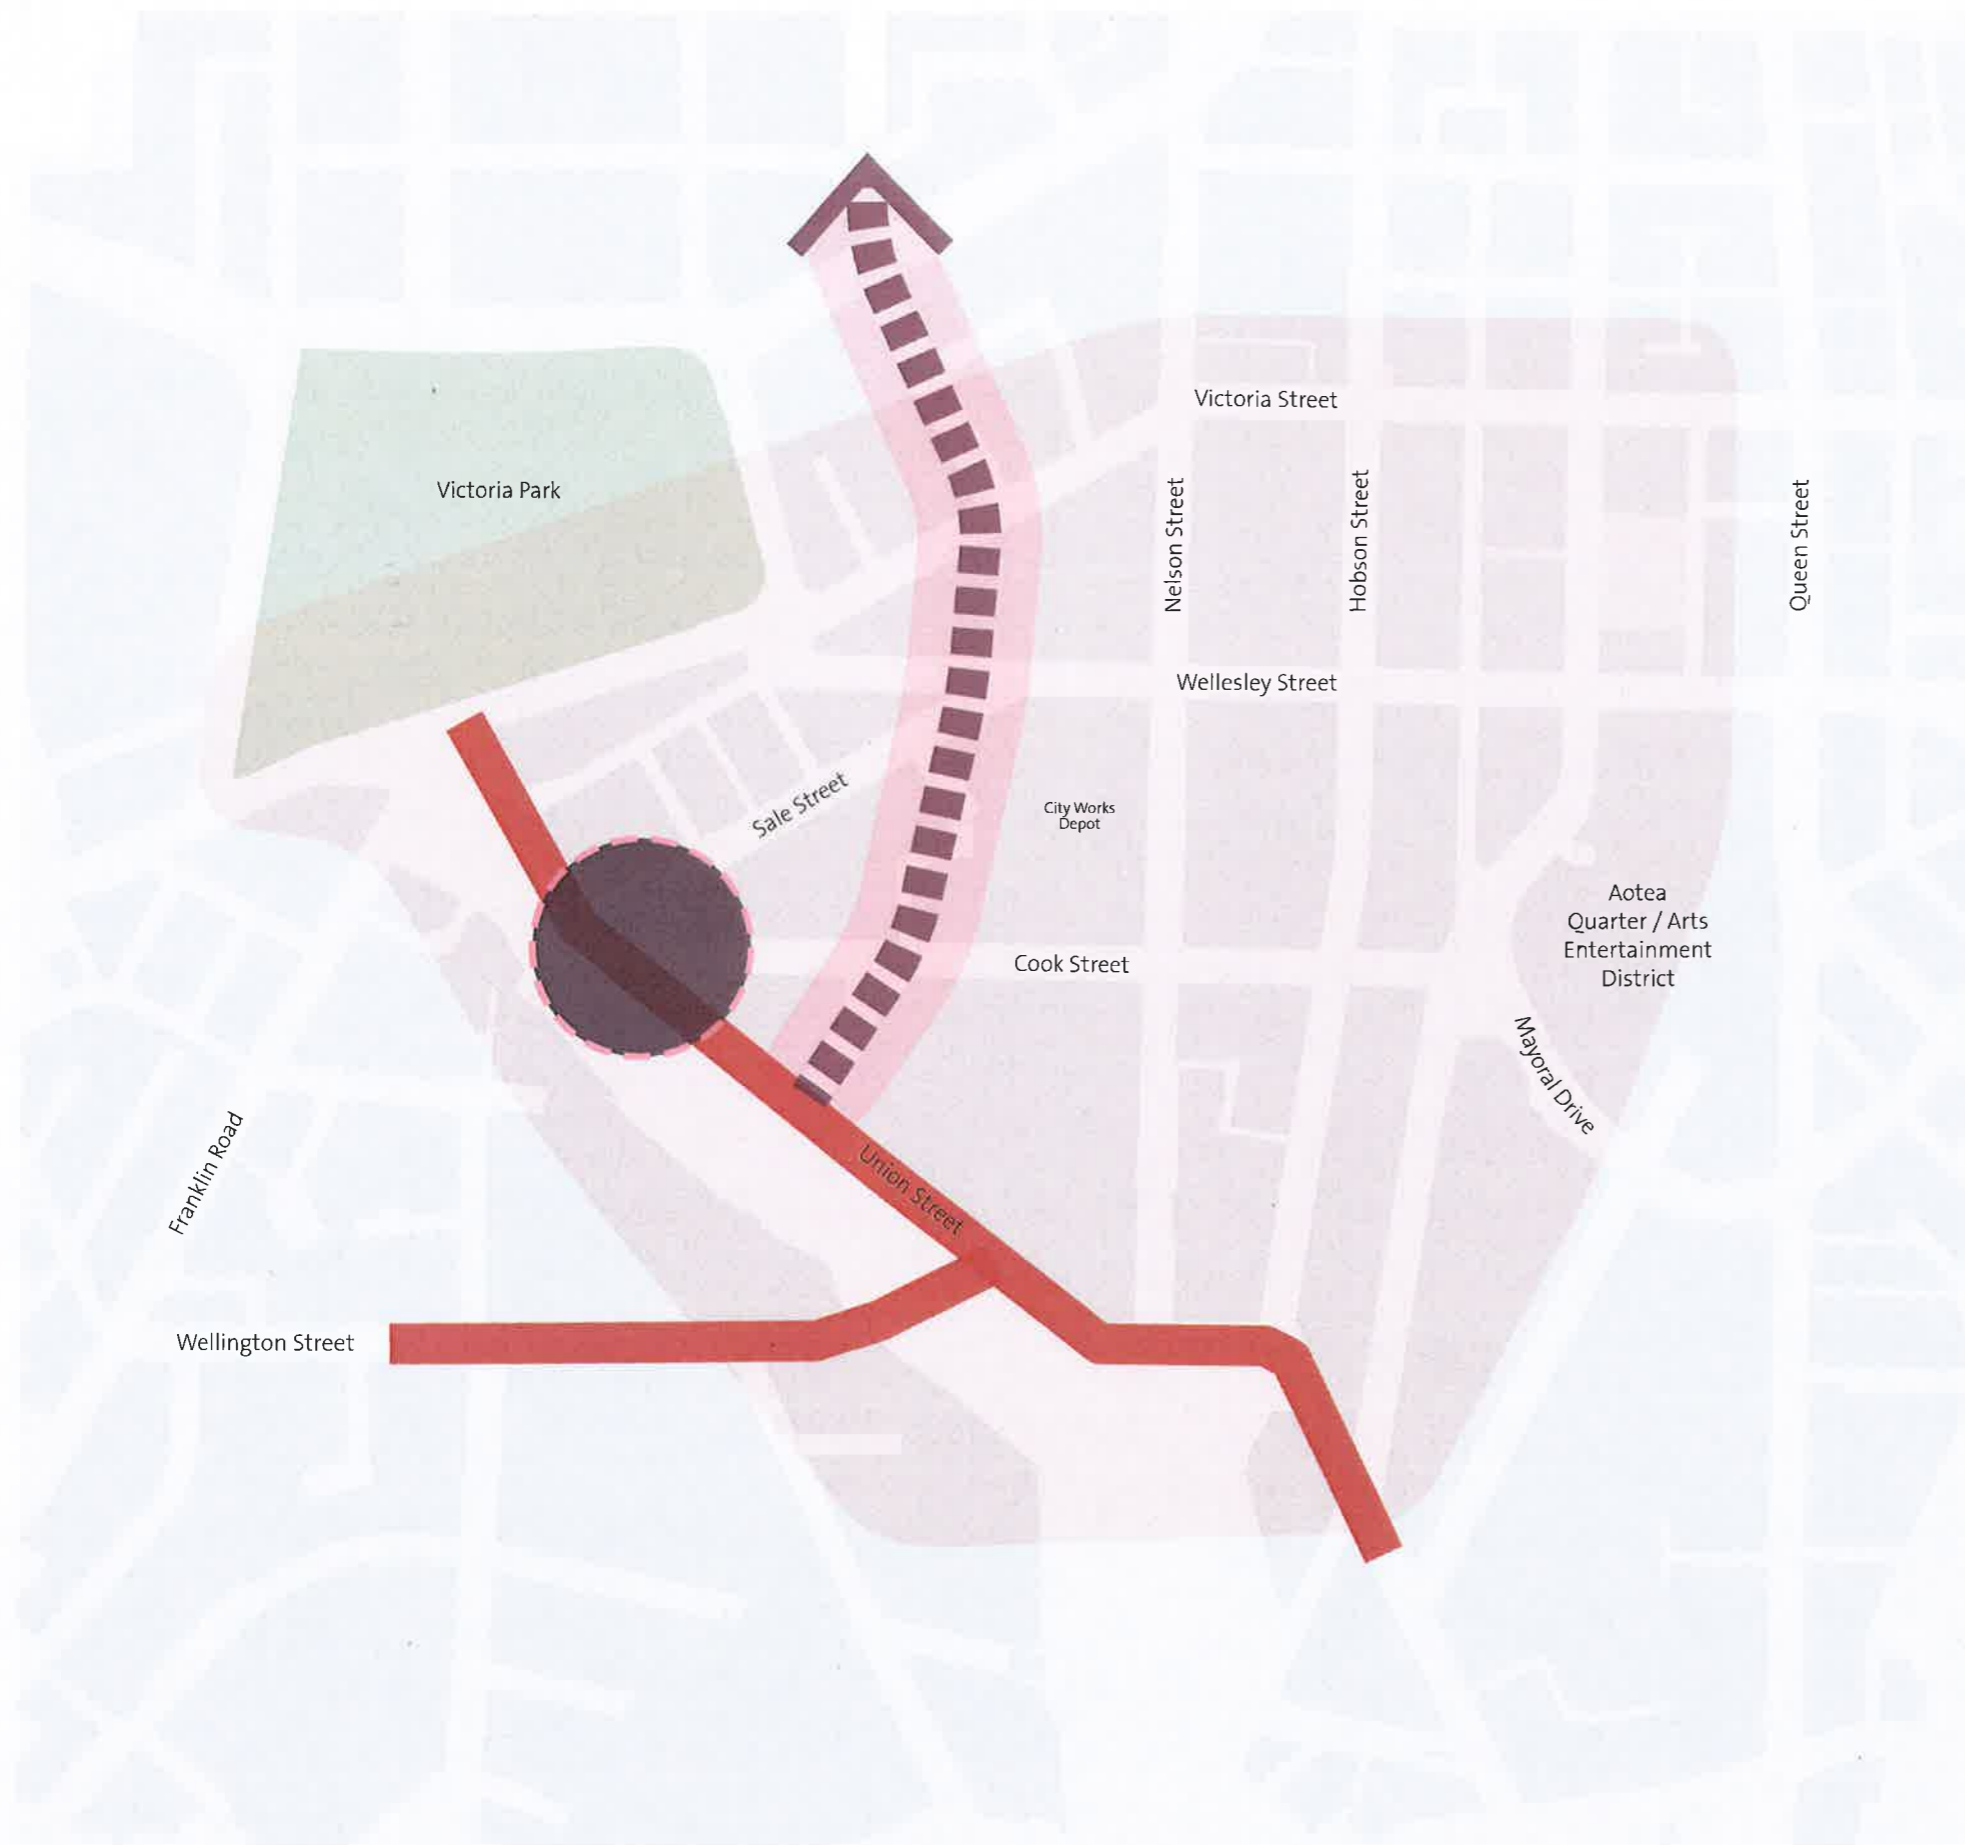 Victoria Street
Victoria Park
Nelson Street
Hobson Street
Queen Street
Wellesley Street
Sale Street
City Works
Depot
Aotea
Quarter / Arts
Entertainment
District
Cook Street
Mayoral Drive
Franklin Road
Union Street
Wellington Street